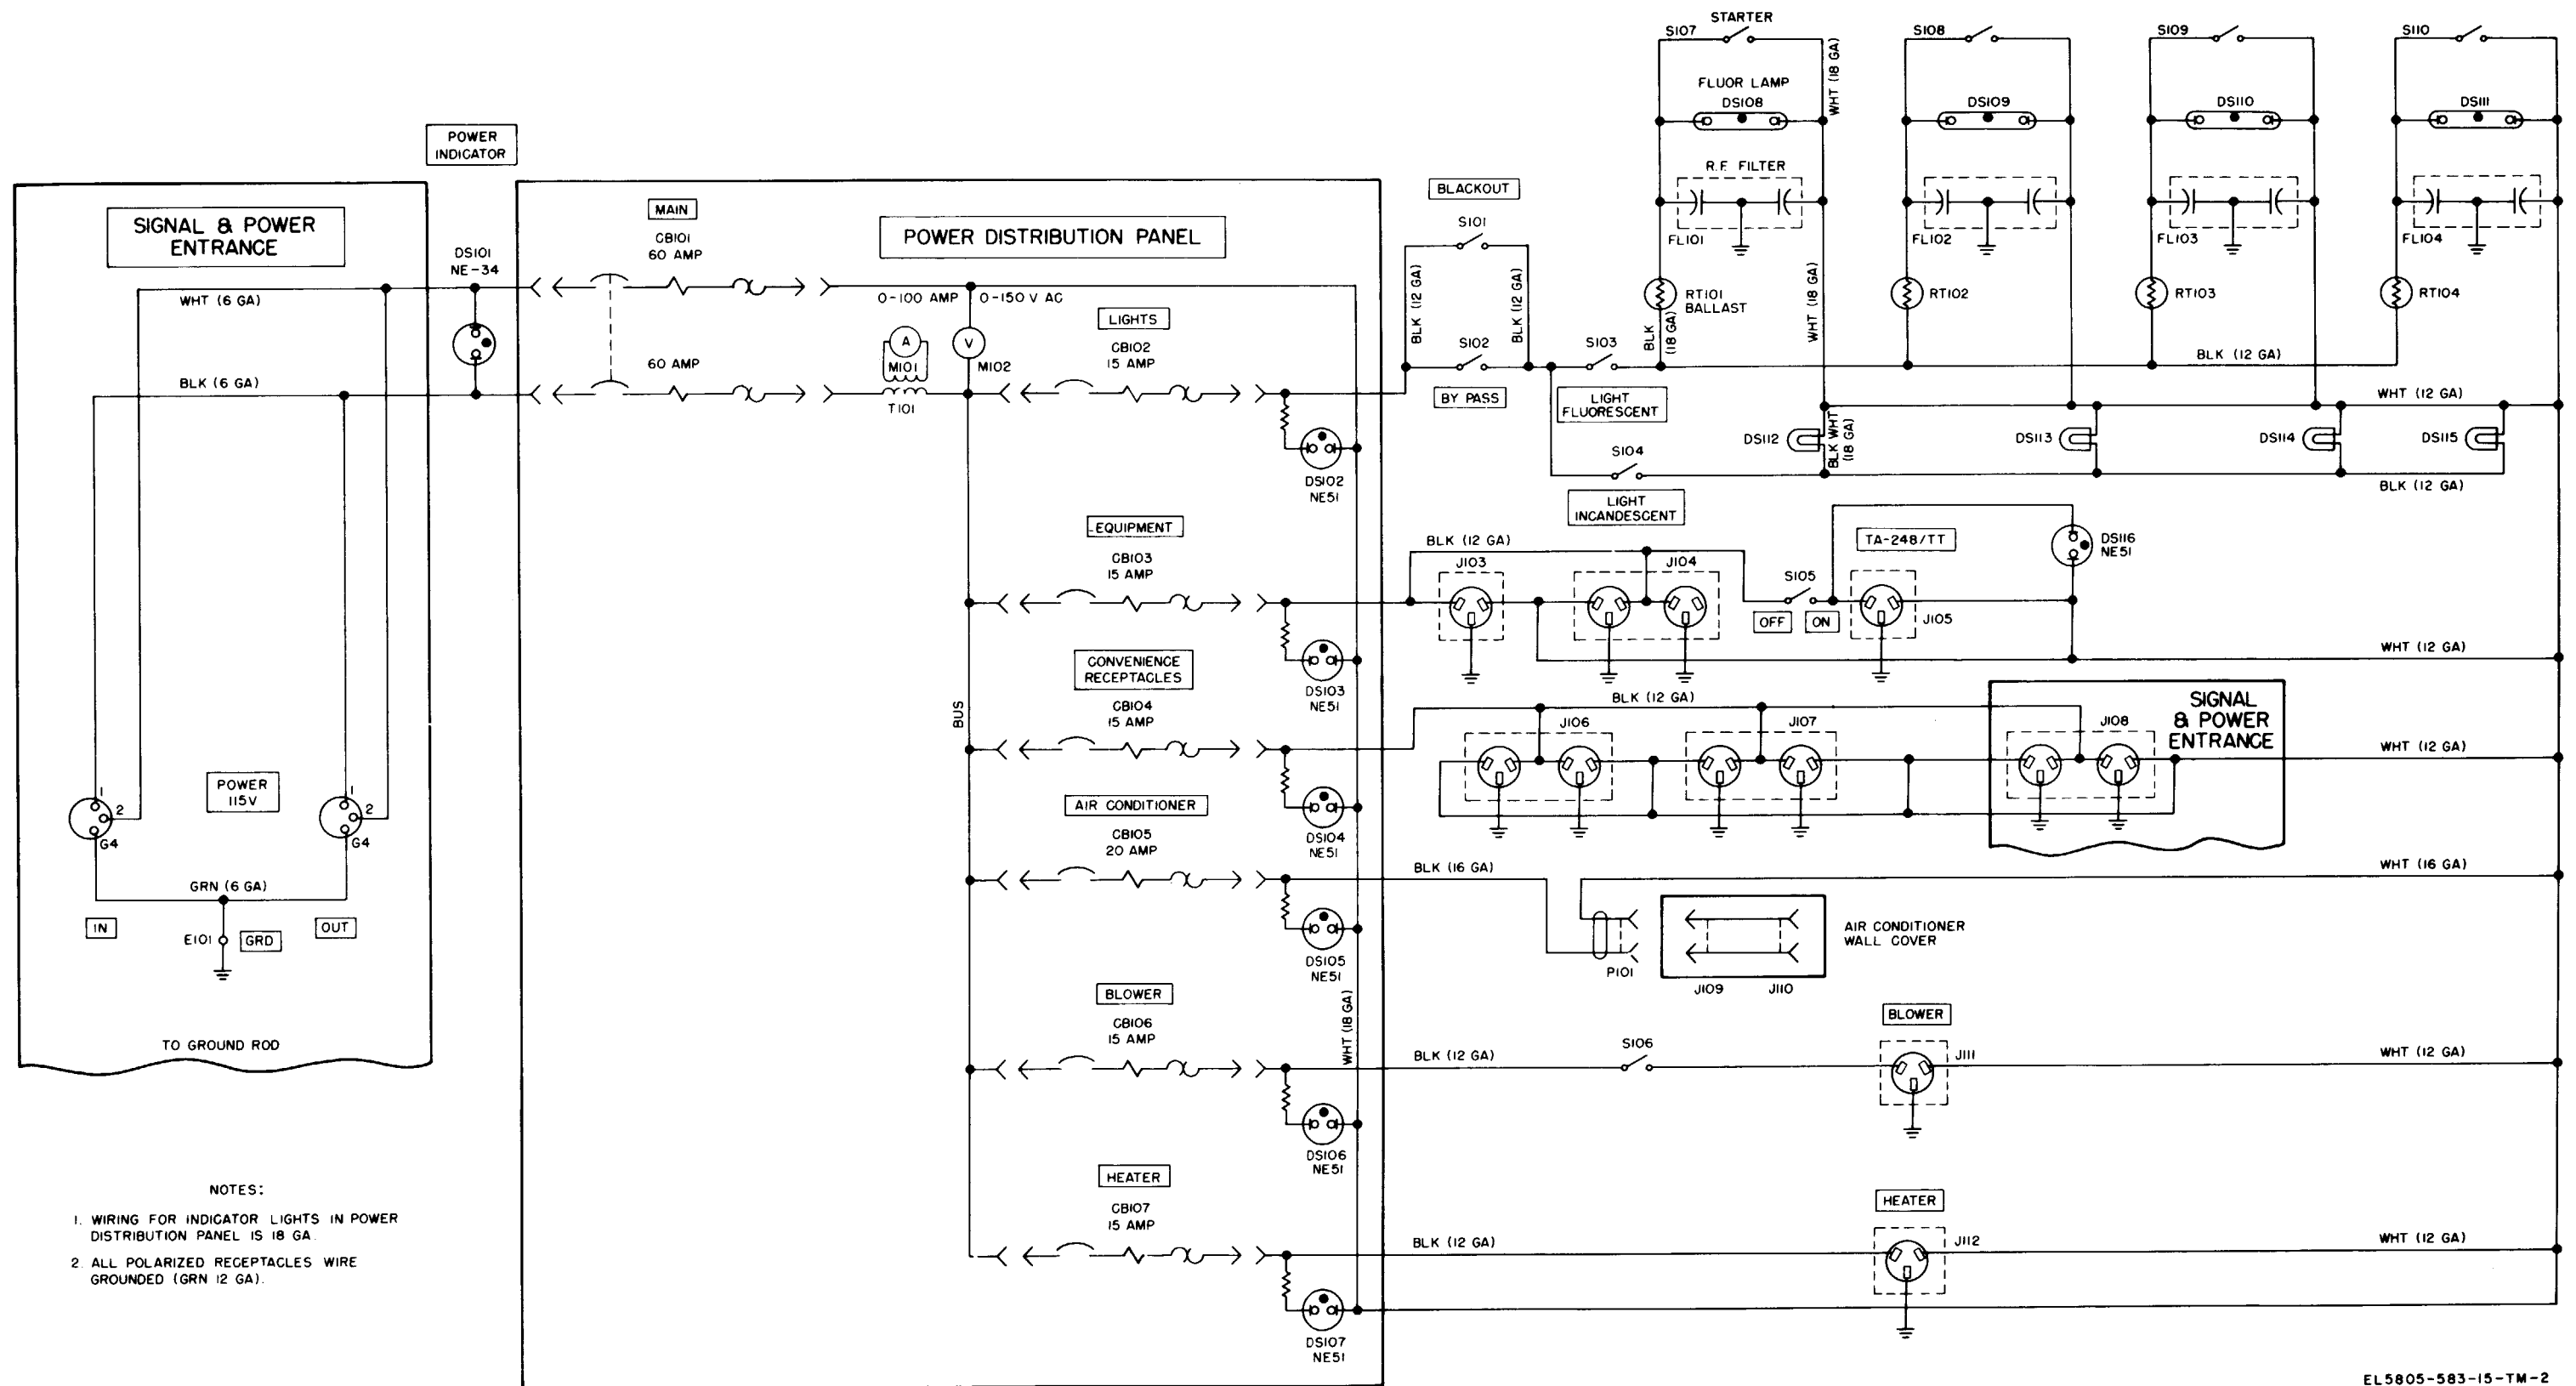 POWER
INDICATOR
SIGNAL & POWER
ENTRANCE
WHT (6 GA)
BLK (6 GA)
DS101
NE-34
POWER
115V
1
2
G4
1
2
G4
GRN (6 GA)
IN
E101
GRD
OUT
TO GROUND ROD
NOTES:
1. WIRING FOR INDICATOR LIGHTS IN POWER
DISTRIBUTION PANEL IS 18 GA.
2. ALL POLARIZED RECEPTACLES WIRE
GROUNDED (GRN 12 GA).
MAIN
CB101
60 AMP
60 AMP
POWER DISTRIBUTION PANEL
0-100 AMP
0-150 V AC
A
M101
T101
V
M102
BUS
LIGHTS
CB102
15 AMP
DS102
NE51
EQUIPMENT
CB103
15 AMP
DS103
NE51
CONVENIENCE
RECEPTACLES
CB104
15 AMP
DS104
NE51
AIR CONDITIONER
CB105
20 AMP
DS105
NE51
WHT (18 GA)
BLOWER
CB106
15 AMP
DS106
NE51
HEATER
CB107
15 AMP
DS107
NE51
BLACKOUT
S101
BLK (12 GA)
BLK (12 GA)
S102
BY PASS
S103
LIGHT
FLUORESCENT
S104
LIGHT
INCANDESCENT
STARTER
S107
WHT (18 GA)
FLUOR LAMP
DS108
R.F. FILTER
FL101
RT101
BALLAST
BLK
(18 GA)
WHT (18 GA)
S108
DS109
FL102
RT102
S109
DS110
FL103
RT103
S110
DS111
FL104
RT104
BLK (12 GA)
WHT (12 GA)
DS112
BLK WHT
(18 GA)
DS113
DS114
DS115
BLK (12 GA)
BLK (12 GA)
J103
J104
S105
OFF
ON
TA-248/TT
J105
DS116
NE51
WHT (12 GA)
BLK (12 GA)
J106
J107
J108
SIGNAL
& POWER
ENTRANCE
WHT (12 GA)
BLK (16 GA)
WHT (16 GA)
P101
J109
J110
AIR CONDITIONER
WALL COVER
BLK (12 GA)
S106
BLOWER
J111
WHT (12 GA)
BLK (12 GA)
HEATER
J112
WHT (12 GA)
EL5805-583-15-TM-2